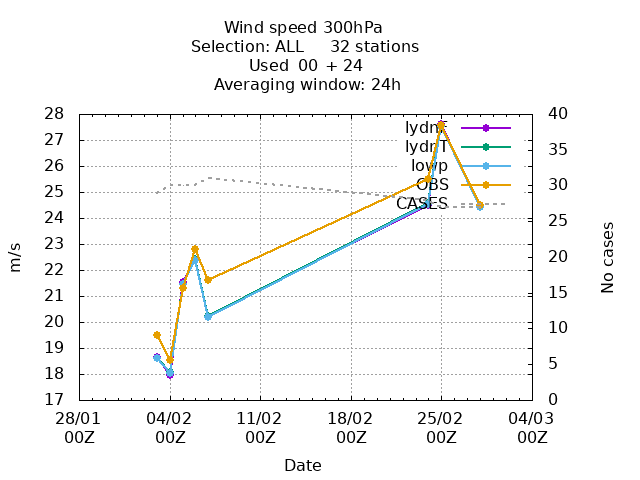 Wind speed 300hPa
Selection: ALL     32 stations
Used  00 + 24
Averaging window: 24h
28
27
26
25
24
23
22
21
20
19
18
17
m/s
40
35
30
25
20
15
10
5
0
No cases
lydnF
lydnT
lowp
OBS
CASES
28/01 04/02 11/02 18/02 25/02 04/03
00Z 00Z 00Z 00Z 00Z 00Z
Date